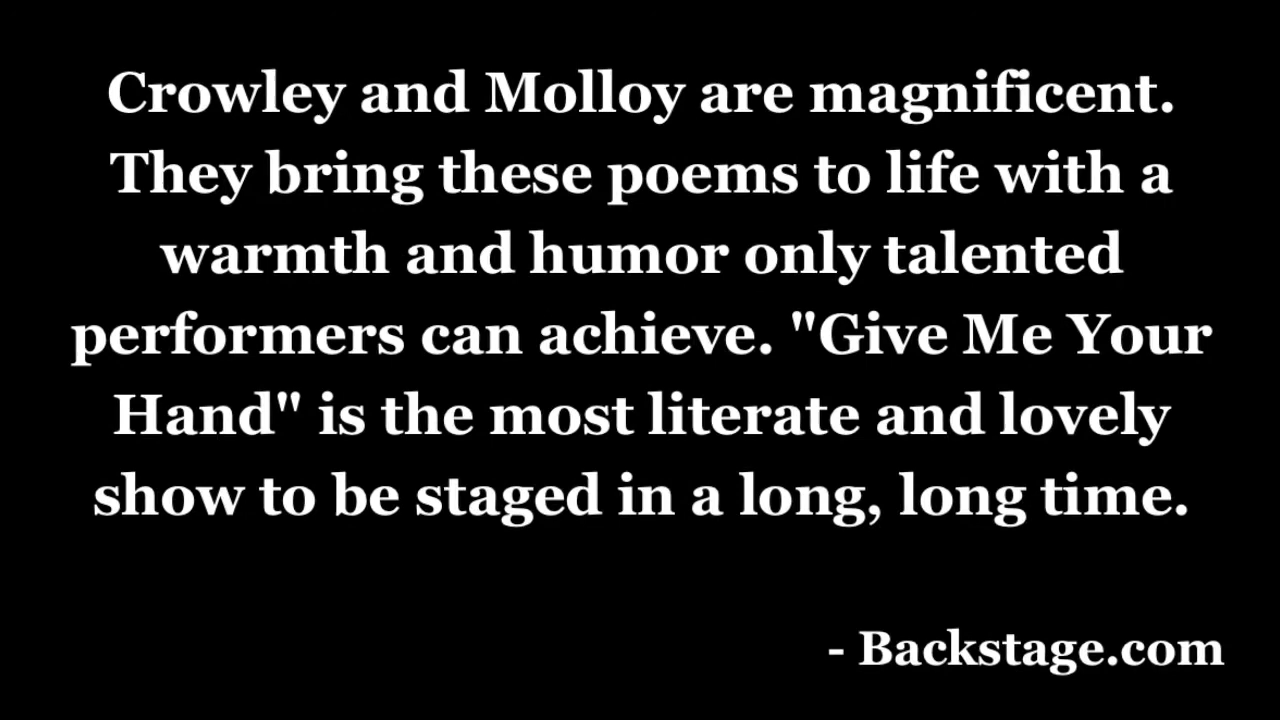 Crowley and Molloy are magnificent.
They bring these poems to life with a
warmth and humor only talented
performers can achieve. "Give Me Your
Hand" is the most literate and lovely
show to be staged in a long, long time.
- Backstage.com